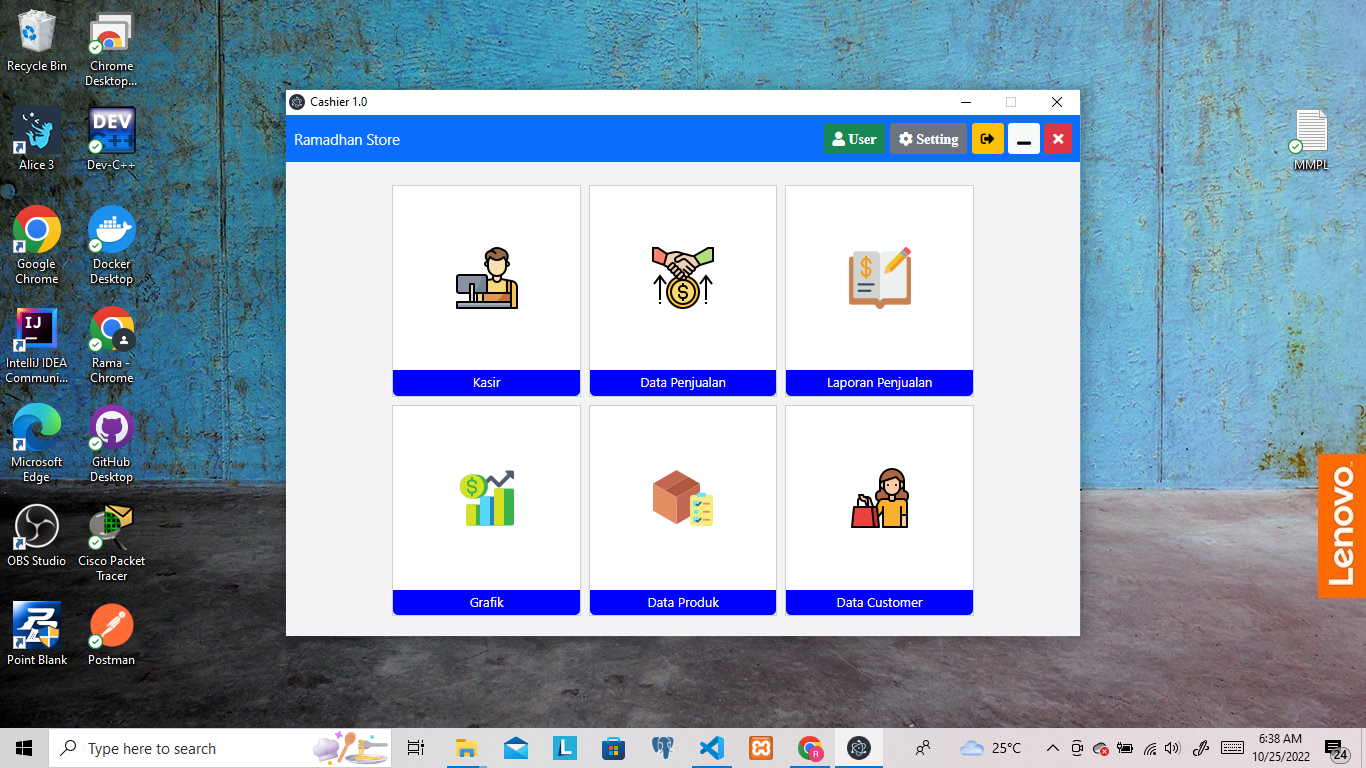 Recycle Bin
Chrome
Desktop...
Alice 3
DEV
C++
Dev-C++
Google
Chrome
Docker
Desktop
IJ
IntelliJ IDEA
Communi...
Rama -
Chrome
Microsoft
Edge
GitHub
Desktop
OBS Studio
Cisco Packet
Tracer
Point Blank
Postman
MMPL
Lenovo
Cashier 1.0
Ramadhan Store
User
Setting
Kasir
Data Penjualan
Laporan Penjualan
Grafik
Data Produk
Data Customer
Type here to search
L
R
25°C
6:38 AM
10/25/2022
24